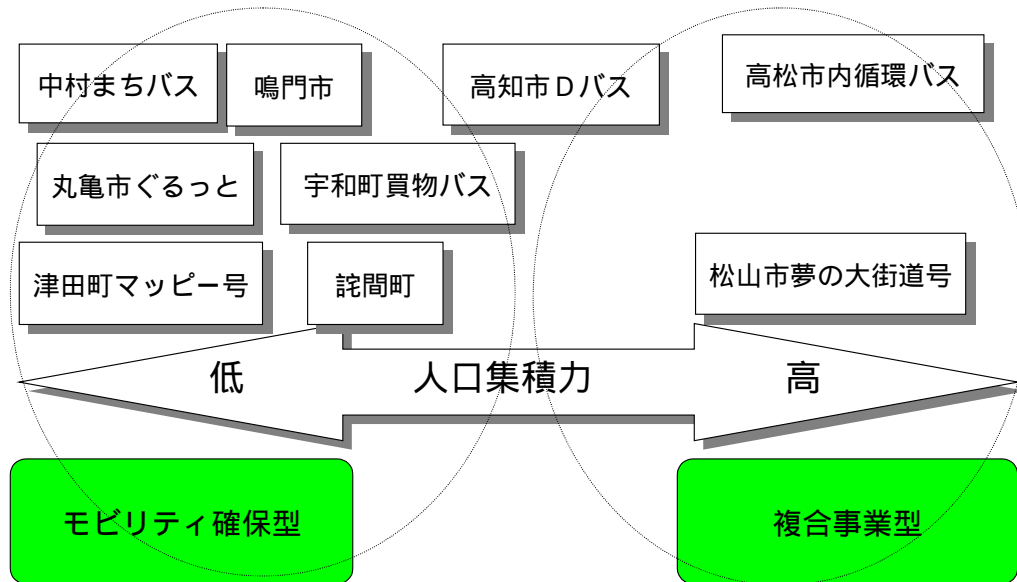 中村まちバス
鳴門市
高知市Dバス
高松市内循環バス
丸亀市ぐるっと
宇和町買物バス
津田町マッピー号
詫間町
松山市夢の大街道号
低
人口集積力
高
モビリティ確保型
複合事業型